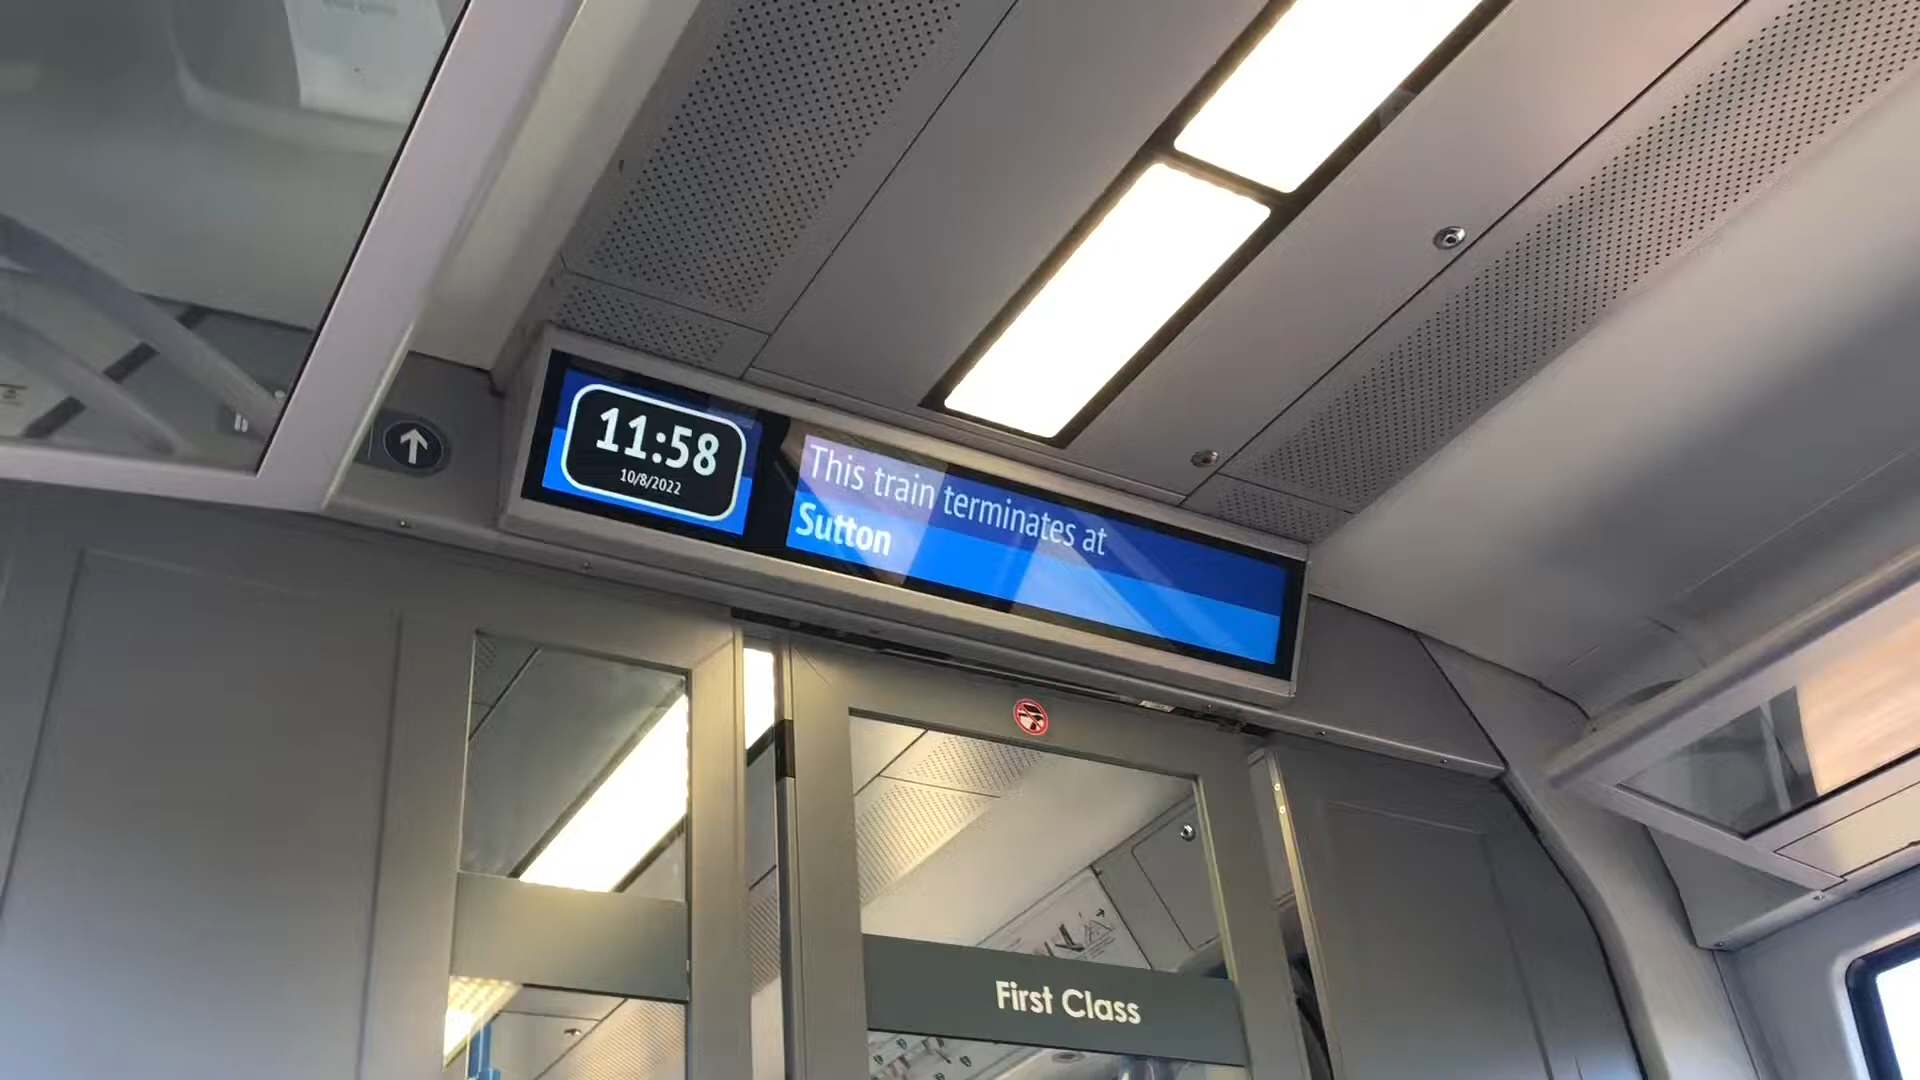 11:58
10/8/2022
This train terminates at
Sutton
First Class